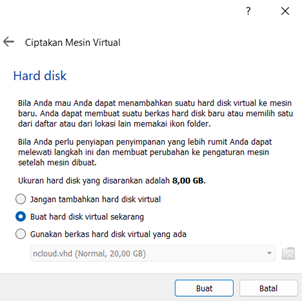 ?
Ciptakan Mesin Virtual
Hard disk
Bila Anda mau Anda dapat menambahkan suatu hard disk virtual ke mesin
baru. Anda dapat membuat suatu berkas hard disk baru atau memilih satu
dari daftar atau dari lokasi lain memakai ikon folder.
Bila Anda perlu penyiapan penyimpanan yang lebih rumit Anda dapat
melewati langkah ini dan membuat perubahan ke pengaturan mesin
setelah mesin dibuat.
Ukuran hard disk yang disarankan adalah 8,00 GB.
Jangan tambahkan hard disk virtual
Buat hard disk virtual sekarang
Gunakan berkas hard disk virtual yang ada
ncloud.vhd (Normal, 20,00 GB)
Buat Batal